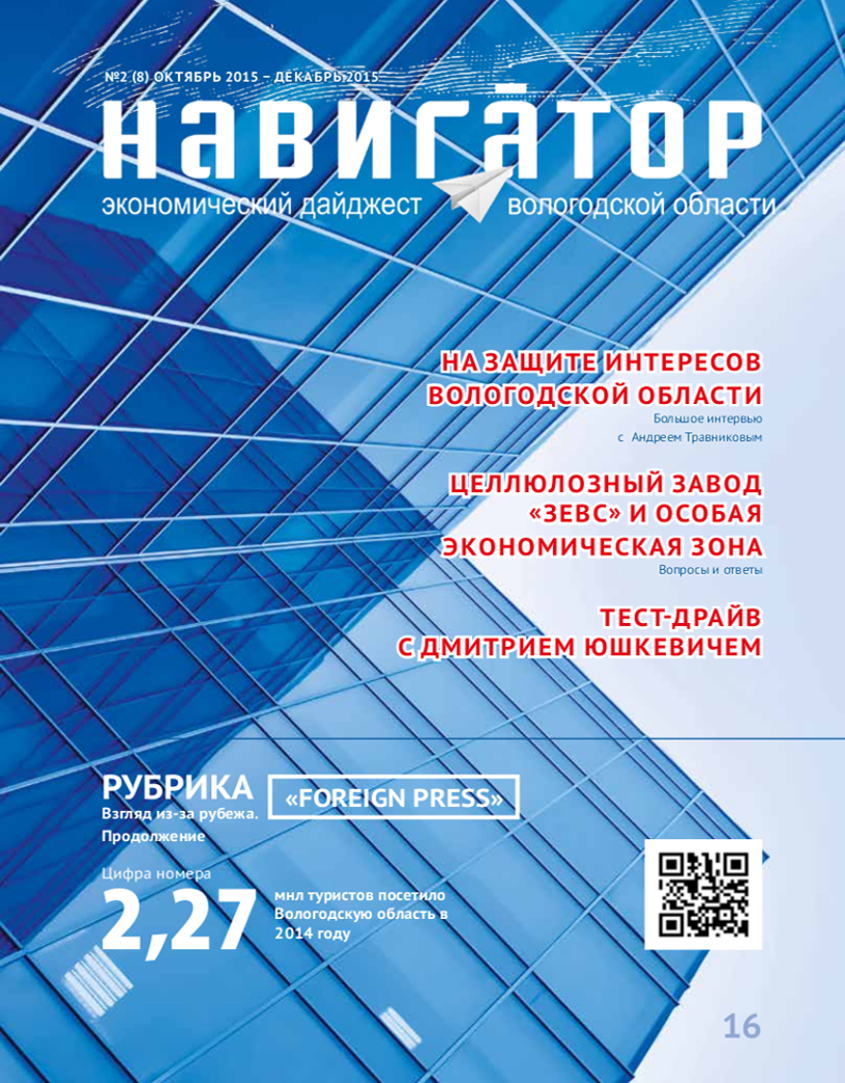 №2 (8) ОКТЯБРЬ 2015 – ДЕКАБРЬ 2015
НАВИГАТОР
экономический дайджест вологодской области
НА ЗАЩИТЕ ИНТЕРЕСОВ
ВОЛОГОДСКОЙ ОБЛАСТИ
Большое интервью
с Андреем Травниковым
ЦЕЛЛЮЛОЗНЫЙ ЗАВОД
«ЗЕВС» И ОСОБАЯ
ЭКОНОМИЧЕСКАЯ ЗОНА
Вопросы и ответы
ТЕСТ-ДРАЙВ
С ДМИТРИЕМ ЮШКЕВИЧЕМ
РУБРИКА «FOREIGN PRESS»
Взгляд из-за рубежа.
Продолжение
Цифра номера
2,27
мнл туристов посетило
Вологодскую область в
2014 году
16